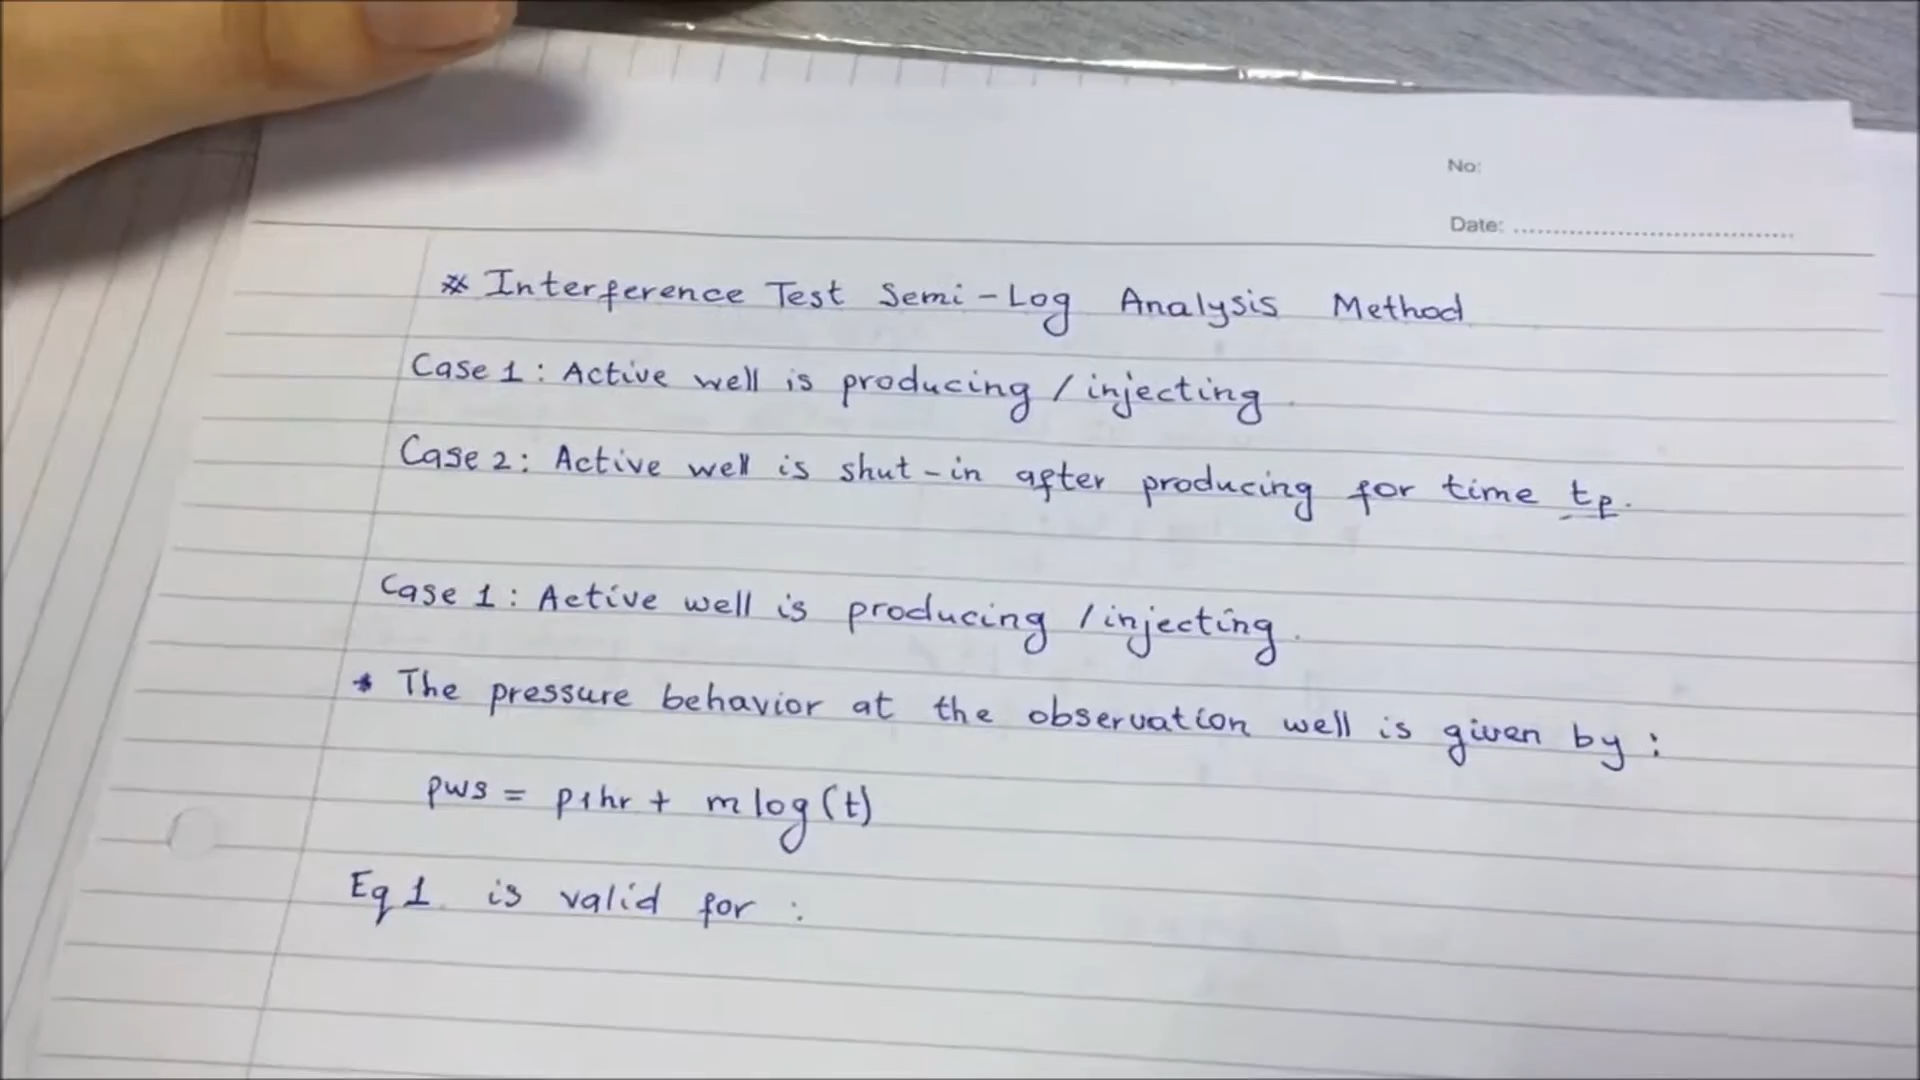 No:
Date:
* Interference Test Semi-Log Analysis Method
Case 1: Active well is producing / injecting.
Case 2: Active well is shut-in after producing for time tp.
Case 1: Active well is producing / injecting.
* The pressure behavior at the observation well is given by:
pws = p1hr + m log(t)
Eq 1 is valid for :